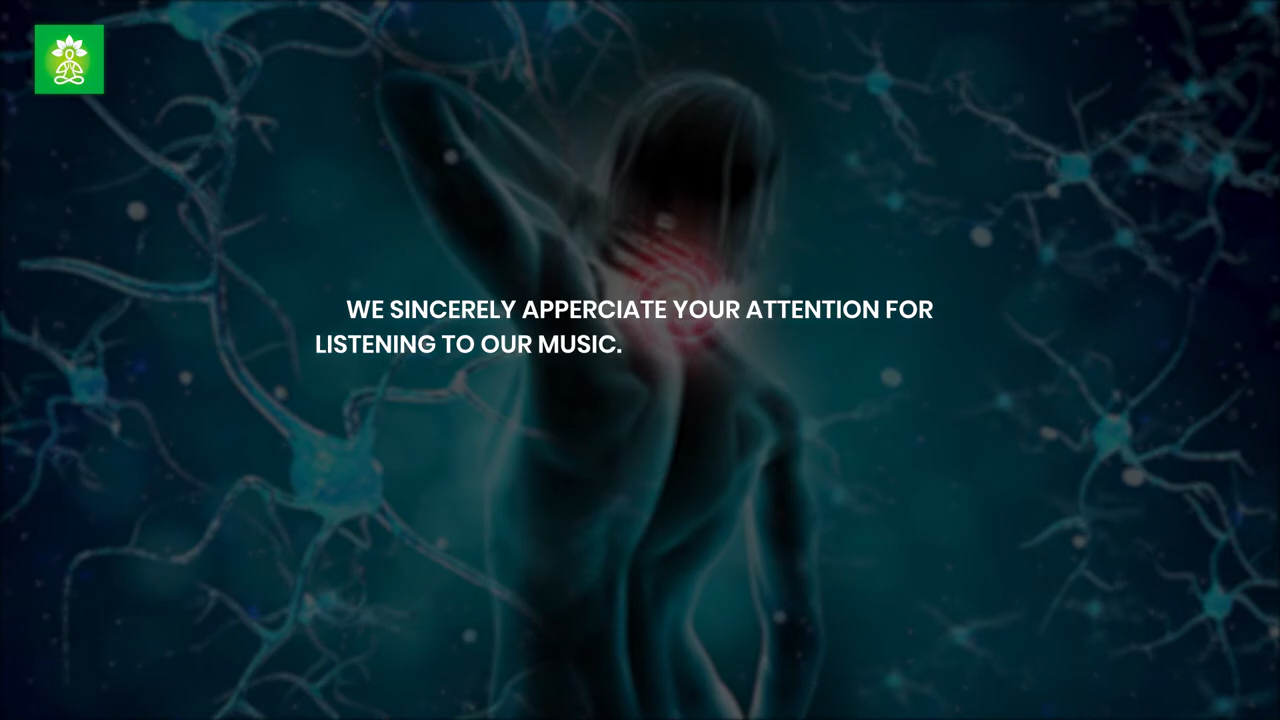 WE SINCERELY APPERCIATE YOUR ATTENTION FOR
LISTENING TO OUR MUSIC.